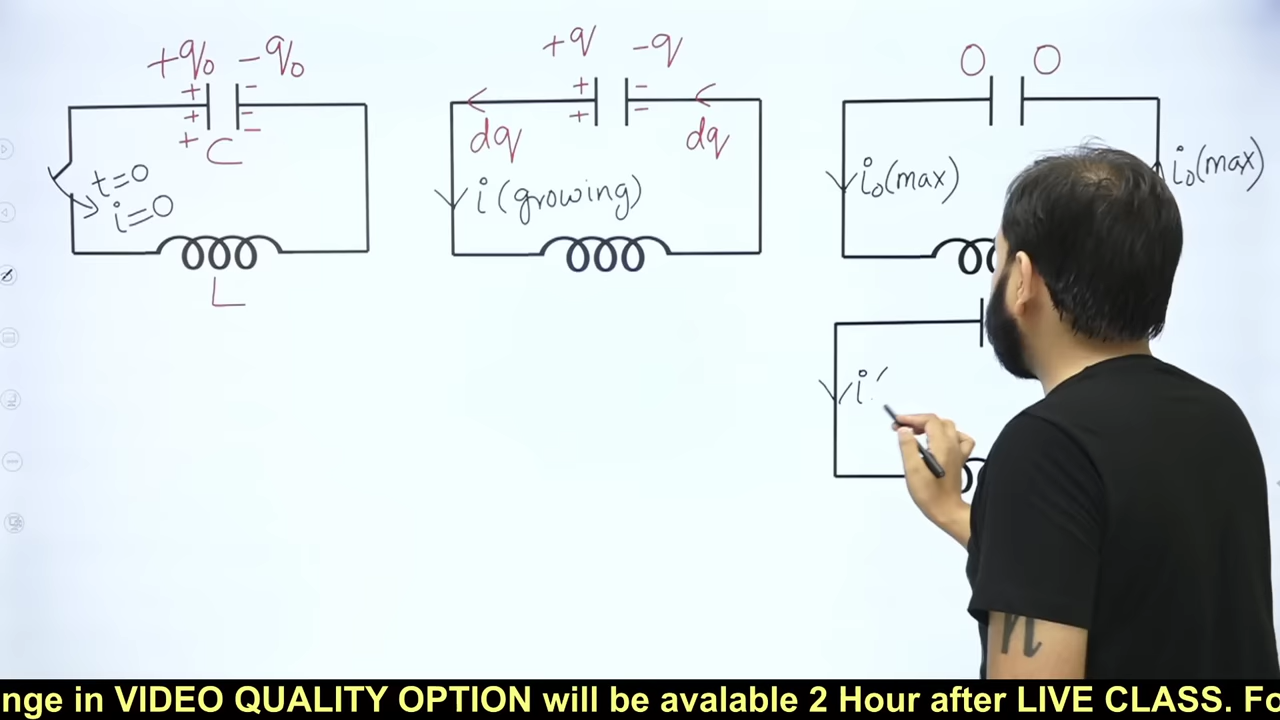 +q₀ -q₀
+ -
+ -
+ C
t=0
i=0
L
+q -q
+ -
+ -
dq dq
i (growing)
0 0
i₀(max) i₀(max)
i'
n
nge in VIDEO QUALITY OPTION will be avalable 2 Hour after LIVE CLASS. Fo